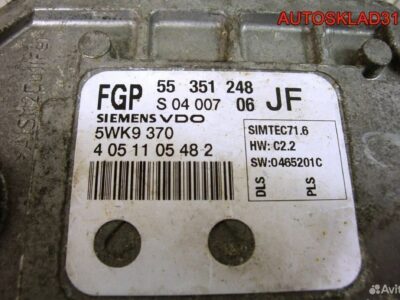 AUTOSKLAD31
FGP 55 351 248
S 04 007 06 JF
SIEMENS VDO
5WK9 370
4 05 11 05 48 2
SIMTEC71.6
HW: C2.2
SW:0465201C
DLS PLS
Avito